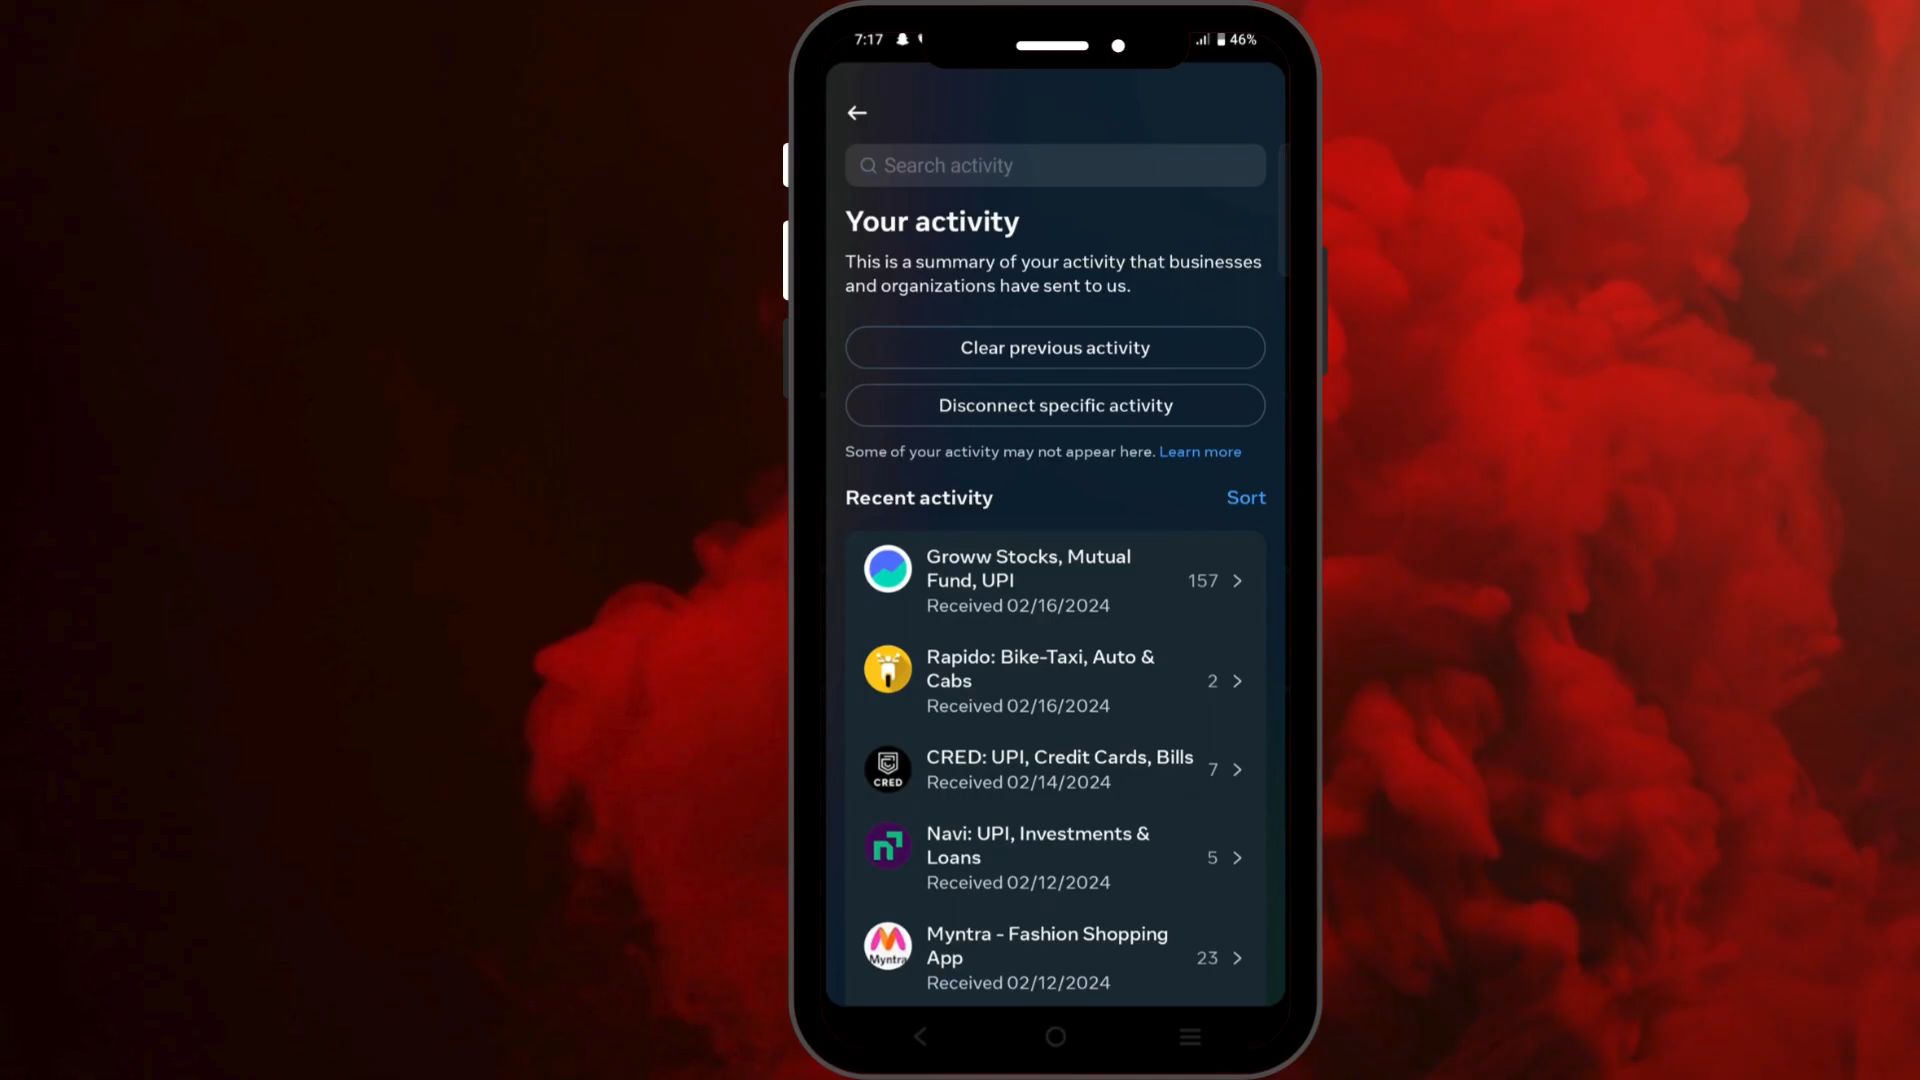 7:17
46%
Search activity
Your activity
This is a summary of your activity that businesses
and organizations have sent to us.
Clear previous activity
Disconnect specific activity
Some of your activity may not appear here. Learn more
Recent activity
Sort
Groww Stocks, Mutual
Fund, UPI
157
Received 02/16/2024
Rapido: Bike-Taxi, Auto &
Cabs
2
Received 02/16/2024
CRED
CRED: UPI, Credit Cards, Bills
7
Received 02/14/2024
Navi: UPI, Investments &
Loans
5
Received 02/12/2024
Myntra
Myntra - Fashion Shopping
App
23
Received 02/12/2024